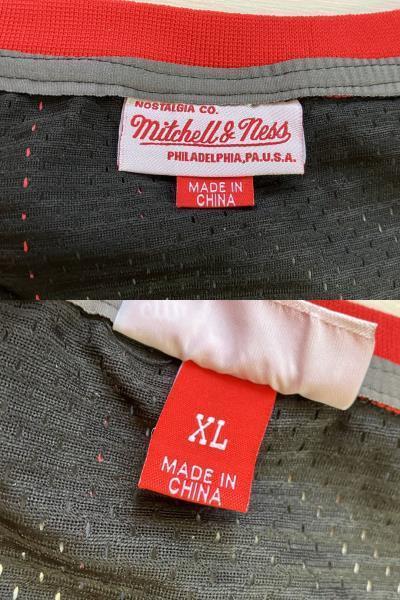 NOSTALGIA CO.
Mitchell & Ness
PHILADELPHIA, PA. U.S.A.
MADE IN
CHINA
XL
MADE IN
CHINA